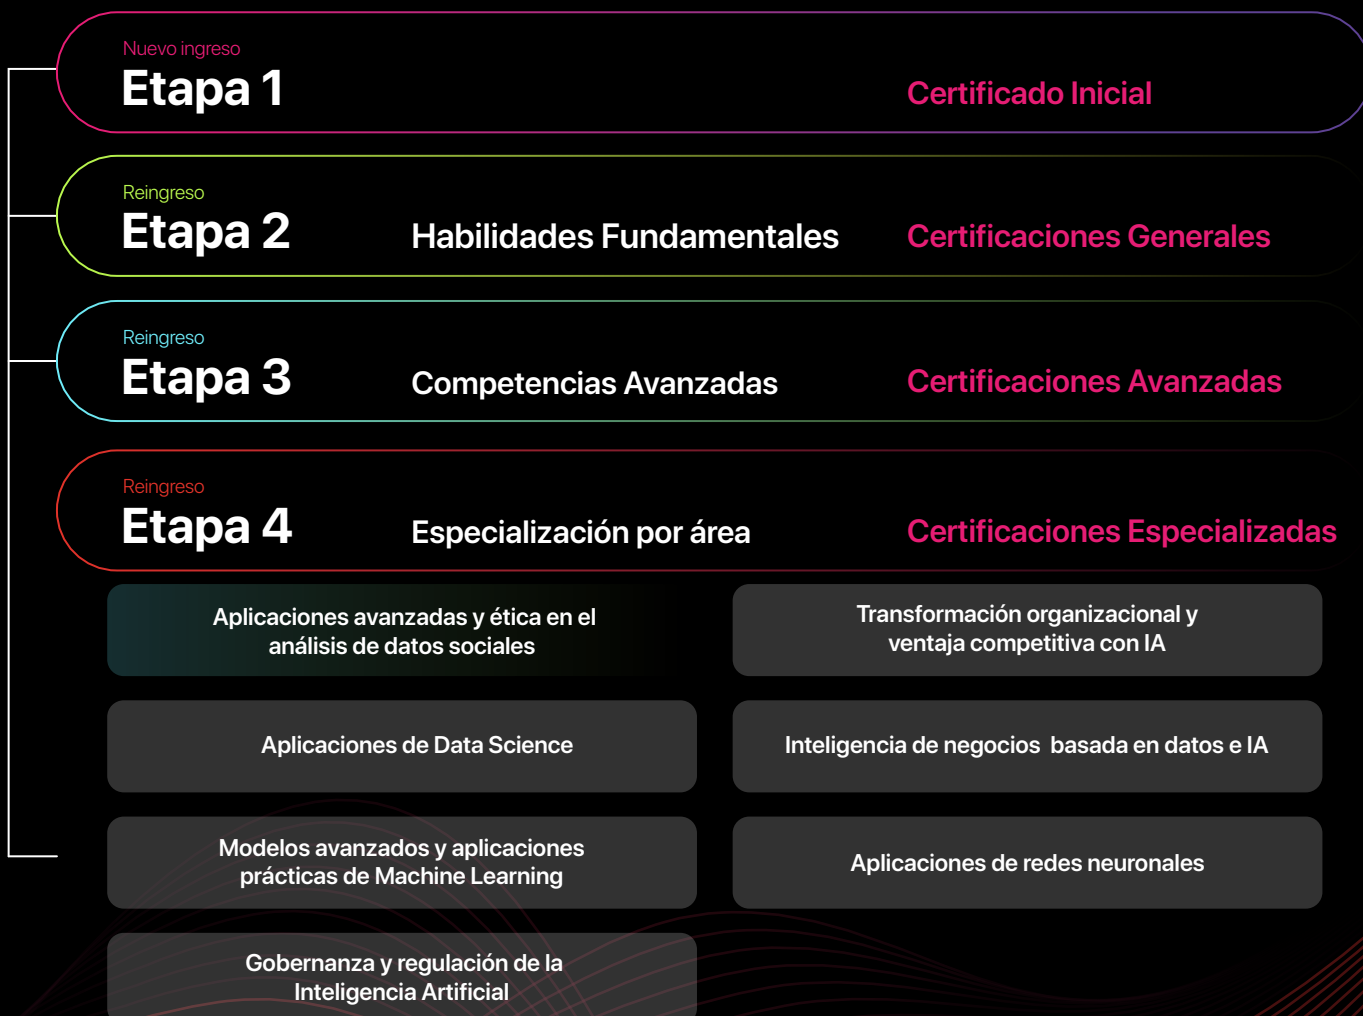 Nuevo ingreso
Etapa 1
Certificado Inicial
Reingreso
Etapa 2
Habilidades Fundamentales
Certificaciones Generales
Reingreso
Etapa 3
Competencias Avanzadas
Certificaciones Avanzadas
Reingreso
Etapa 4
Especialización por área
Certificaciones Especializadas
Aplicaciones avanzadas y ética en el
análisis de datos sociales
Transformación organizacional y
ventaja competitiva con IA
Aplicaciones de Data Science
Inteligencia de negocios basada en datos e IA
Modelos avanzados y aplicaciones
prácticas de Machine Learning
Aplicaciones de redes neuronales
Gobernanza y regulación de la
Inteligencia Artificial